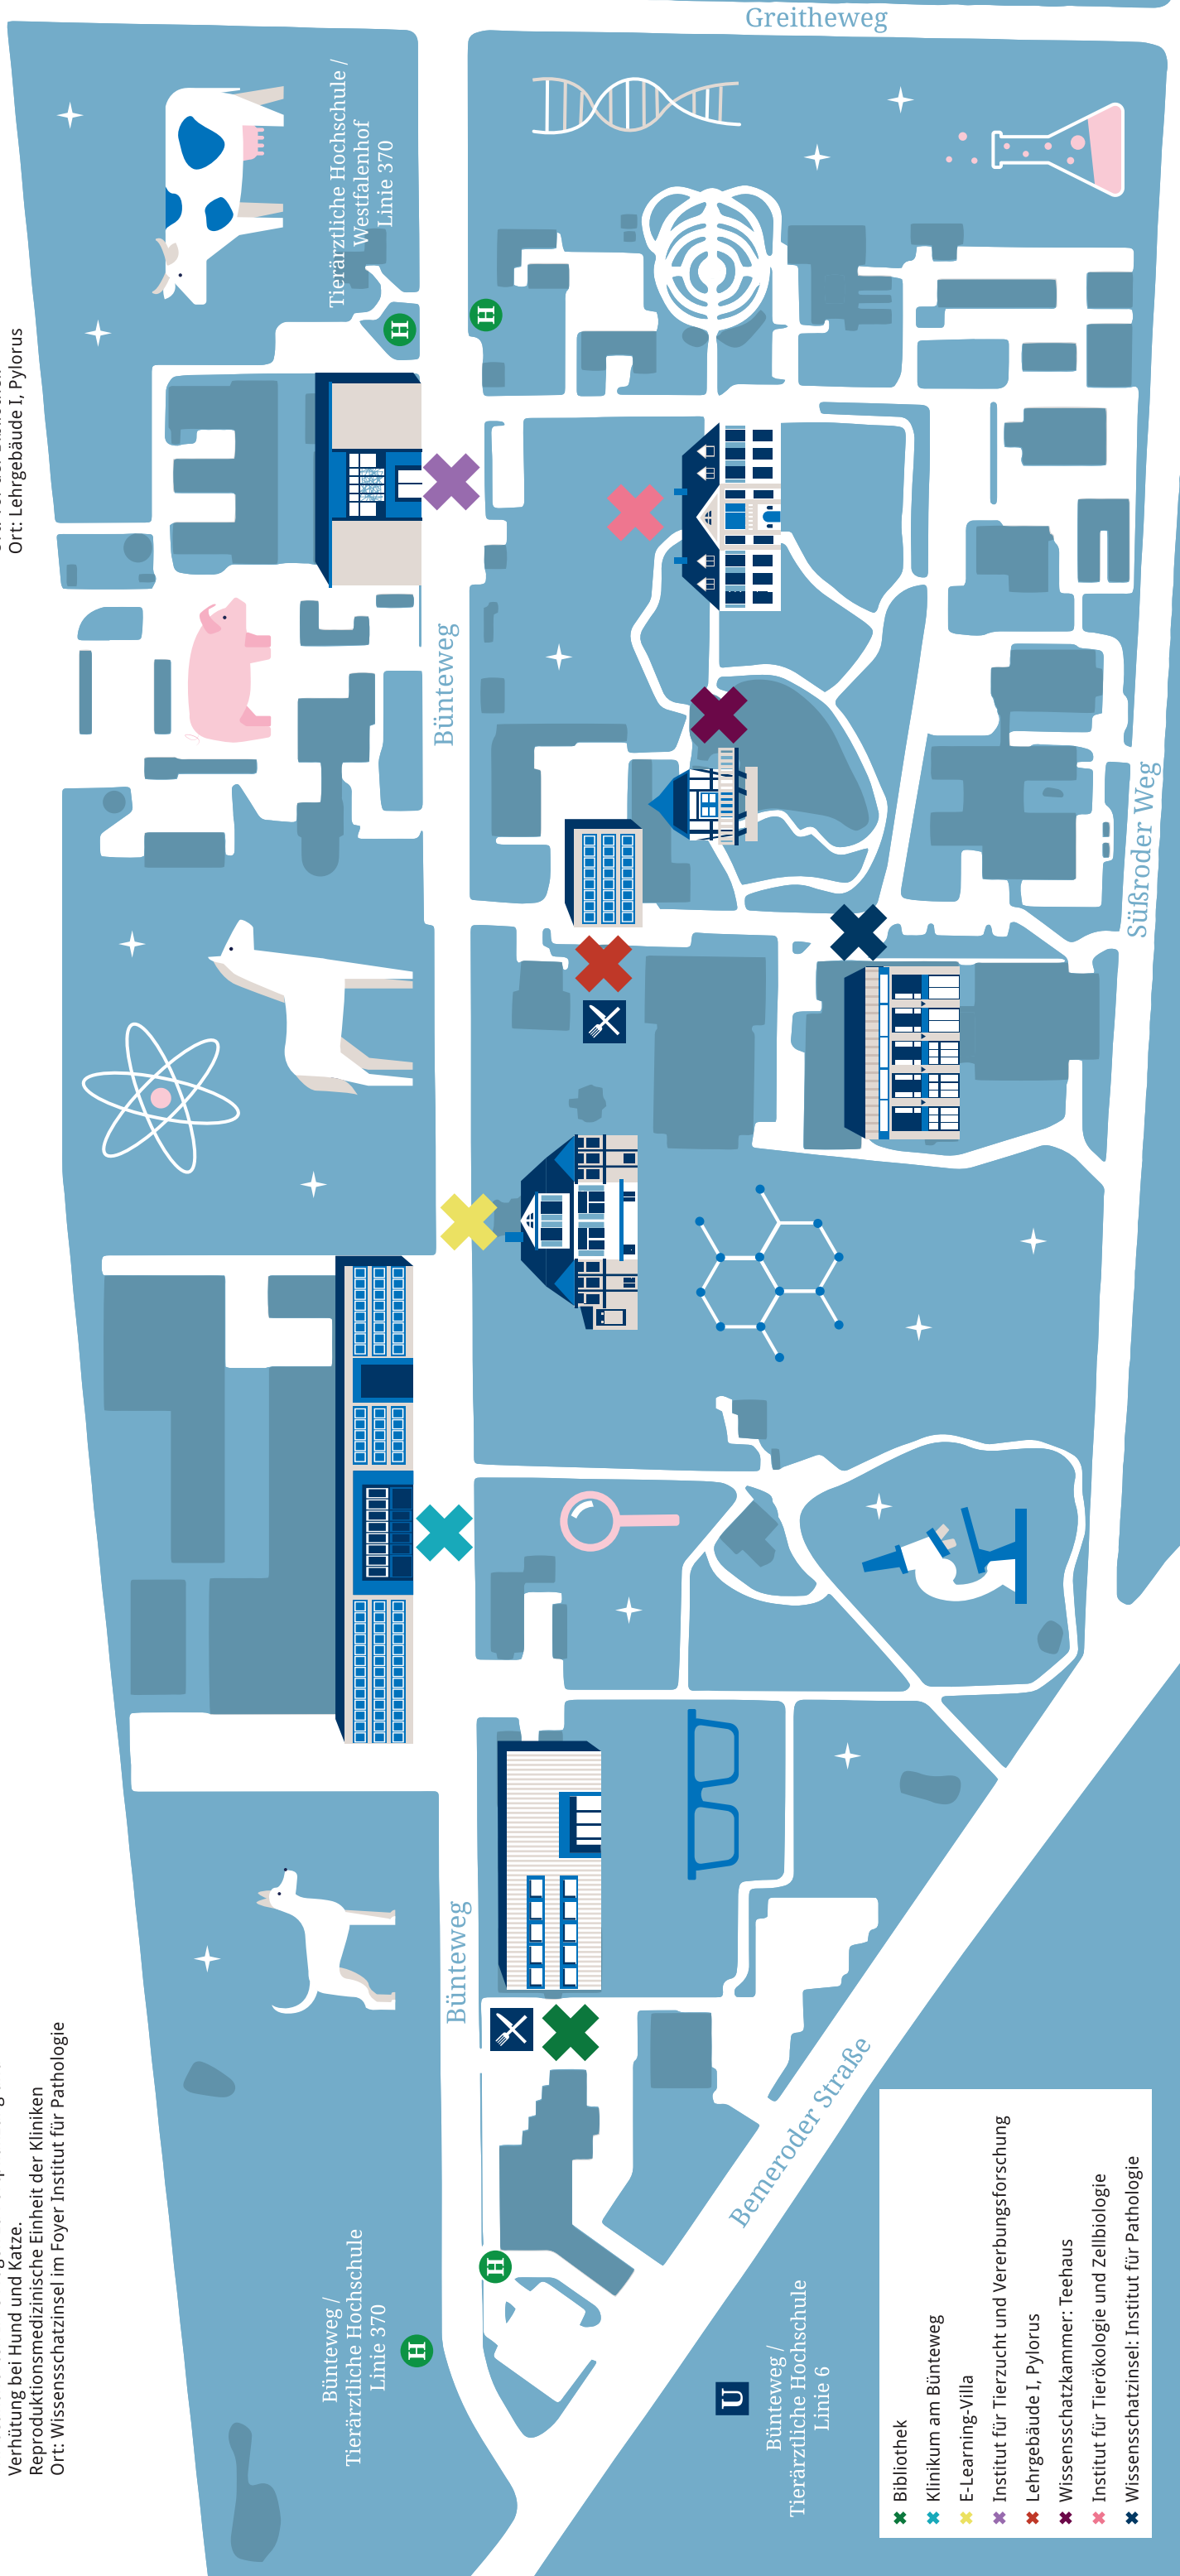 Verhütung bei Hund und Katze.
Reproduktionsmedizinische Einheit der Kliniken
Ort: Wissensschatzinsel im Foyer Institut für Pathologie
Ort: Lehrgebäude I, Pylorus
Bünteweg /
Tierärztliche Hochschule
Linie 370
H
H
Bünteweg
Bünteweg
Tierärztliche Hochschule /
Westfalenhof
Linie 370
H
H
Greitheweg
Süßroder Weg
Bemeroder Straße
U
Bünteweg /
Tierärztliche Hochschule
Linie 6
Bibliothek
Klinikum am Bünteweg
E-Learning-Villa
Institut für Tierzucht und Vererbungsforschung
Lehrgebäude I, Pylorus
Wissensschatzkammer: Teehaus
Institut für Tierökologie und Zellbiologie
Wissensschatzinsel: Institut für Pathologie